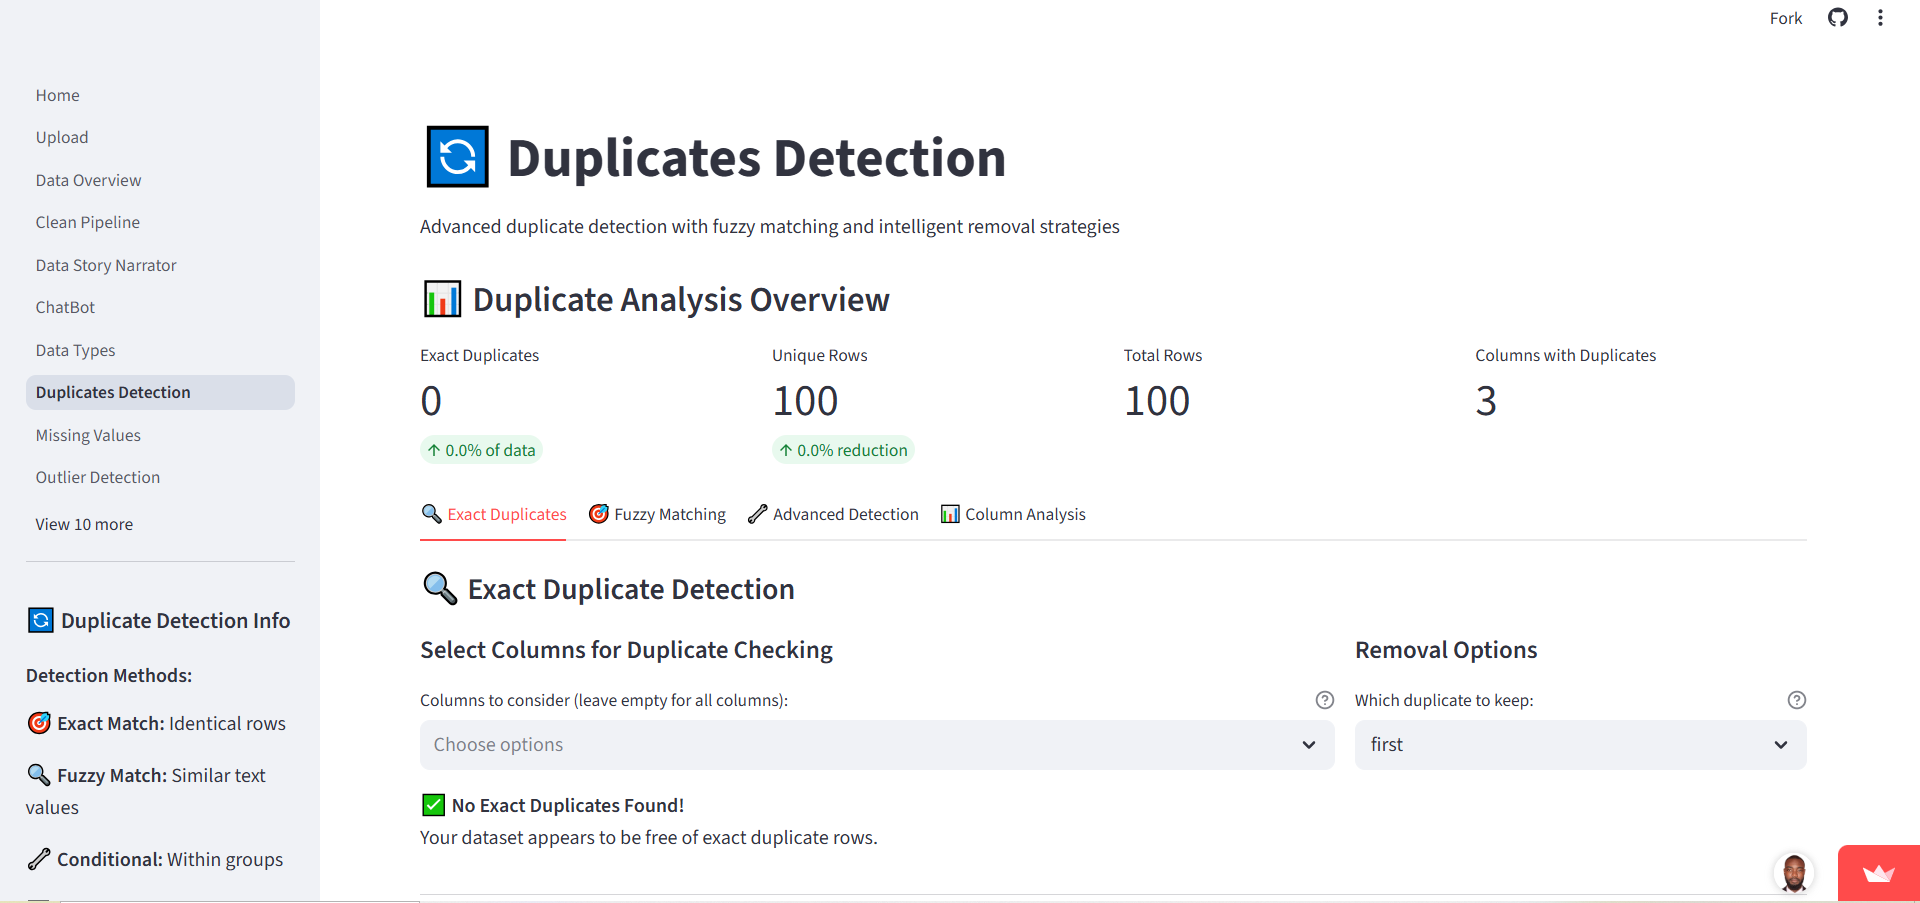 Fork
Home
Upload
Data Overview
Clean Pipeline
Data Story Narrator
ChatBot
Data Types
Duplicates Detection
Missing Values
Outlier Detection
View 10 more
Duplicate Detection Info
Detection Methods:
Exact Match: Identical rows
Fuzzy Match: Similar text
values
Conditional: Within groups
Duplicates Detection
Advanced duplicate detection with fuzzy matching and intelligent removal strategies
Duplicate Analysis Overview
Exact Duplicates
0
↑ 0.0% of data
Unique Rows
100
↑ 0.0% reduction
Total Rows
100
Columns with Duplicates
3
Exact Duplicates
Fuzzy Matching
Advanced Detection
Column Analysis
Exact Duplicate Detection
Select Columns for Duplicate Checking
Columns to consider (leave empty for all columns):
Choose options
Removal Options
Which duplicate to keep:
first
No Exact Duplicates Found!
Your dataset appears to be free of exact duplicate rows.